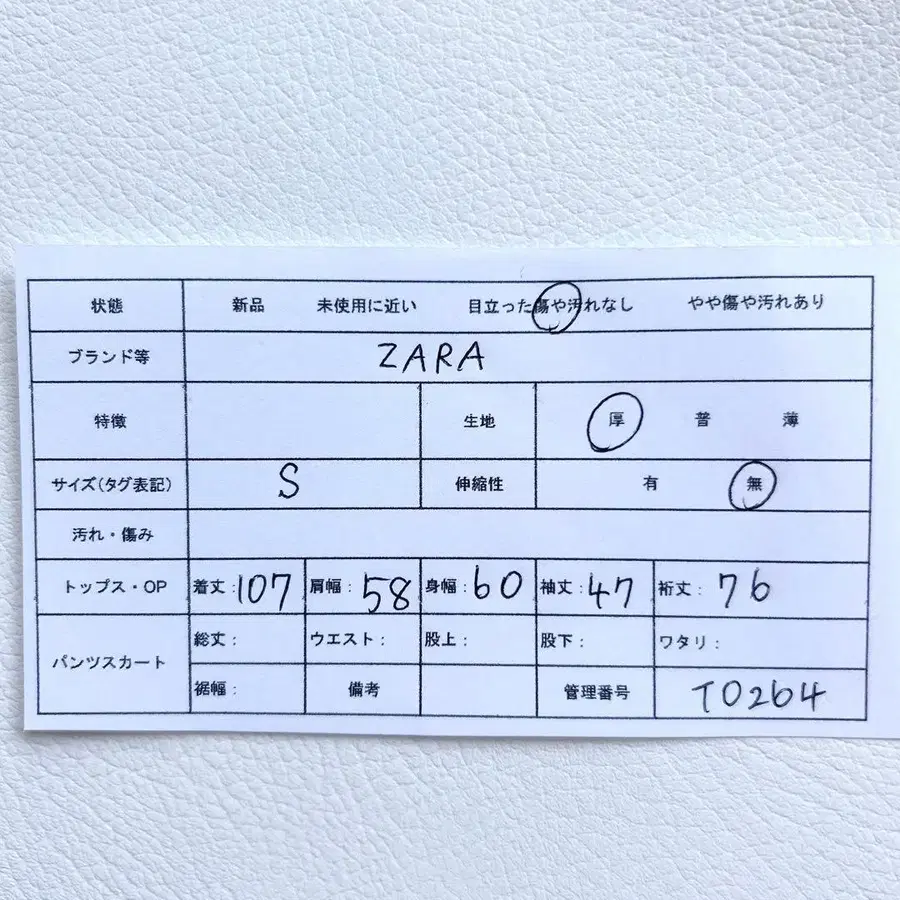 状態 新品 未使用に近い 目立った傷や汚れなし やや傷や汚れあり
ブランド等 ZARA
特徴 生地 厚 普 薄
サイズ(タグ表記) S 伸縮性 有 無
汚れ・傷み
トップス・OP 着丈:107 肩幅:58 身幅:60 袖丈:47 裄丈:76
パンツスカート 総丈: ウエスト: 股上: 股下: ワタリ:
裾幅: 備考 管理番号 T0264